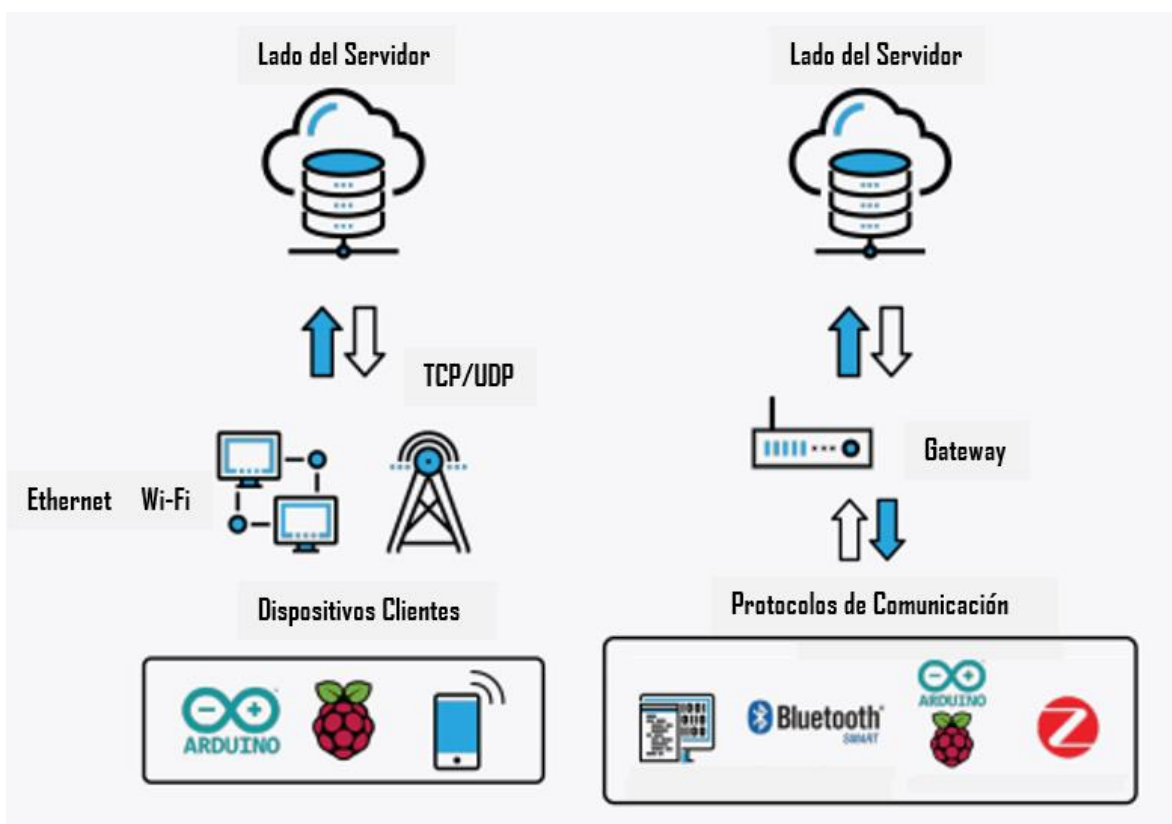 Lado del Servidor
Lado del Servidor
TCP/UDP
Gateway
Ethernet Wi-Fi
Dispositivos Clientes
Protocolos de Comunicación
ARDUINO
Bluetooth
SMART
ARDUINO
Z